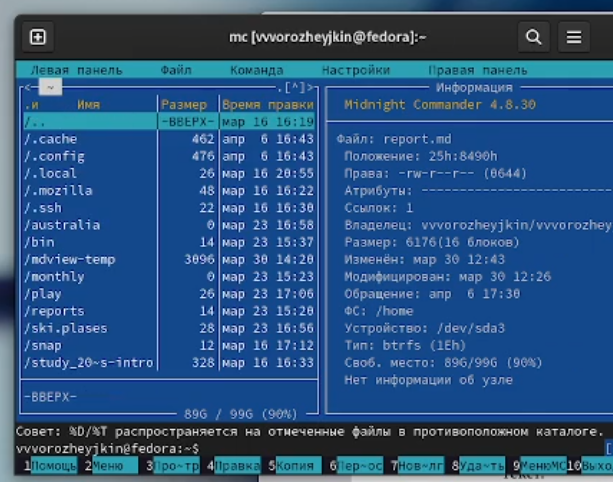 mc [vvvorozheyjkin@fedora]:~
Левая панель Файл Команда Настройки Правая панель
<— ~ .[^]>
.и Имя Размер Время правки
/.. -ВВЕРХ- мар 16 16:19
/.cache 462 апр 6 16:43
/.config 476 апр 6 16:43
/.local 26 мар 16 20:55
/.mozilla 48 мар 16 16:22
/.ssh 22 мар 16 16:30
/australia 0 мар 23 16:58
/bin 14 мар 23 15:37
/mdview-temp 3096 мар 30 14:20
/monthly 0 мар 23 15:23
/play 26 мар 23 17:06
/reports 14 мар 23 15:20
/ski.plases 28 мар 23 16:56
/snap 12 мар 16 17:12
/study_20~s-intro 328 мар 16 16:33
-ВВЕРХ-
89G / 99G (90%)
Информация
Midnight Commander 4.8.30
Файл: report.md
Положение: 25h:8490h
Права: -rw-r--r-- (0644)
Атрибуты: ------------------------
Ссылок: 1
Владелец: vvvorozheyjkin/vvvorozhey
Размер: 6176(16 блоков)
Изменён: мар 30 12:43
Модифицирован: мар 30 12:26
Обращение: апр 6 17:30
ФС: /home
Устройство: /dev/sda3
Тип: btrfs (1Eh)
Своб. место: 89G/99G (90%)
Нет информации об узле
Совет: %D/%T распространяется на отмеченные файлы в противоположном каталоге.
vvvorozheyjkin@fedora:~$ [
1Помощь 2Меню 3Про~тр 4Правка 5Копия 6Пер~ос 7Нов~лг 8Уда~ть 9МенюMC 10Выхо